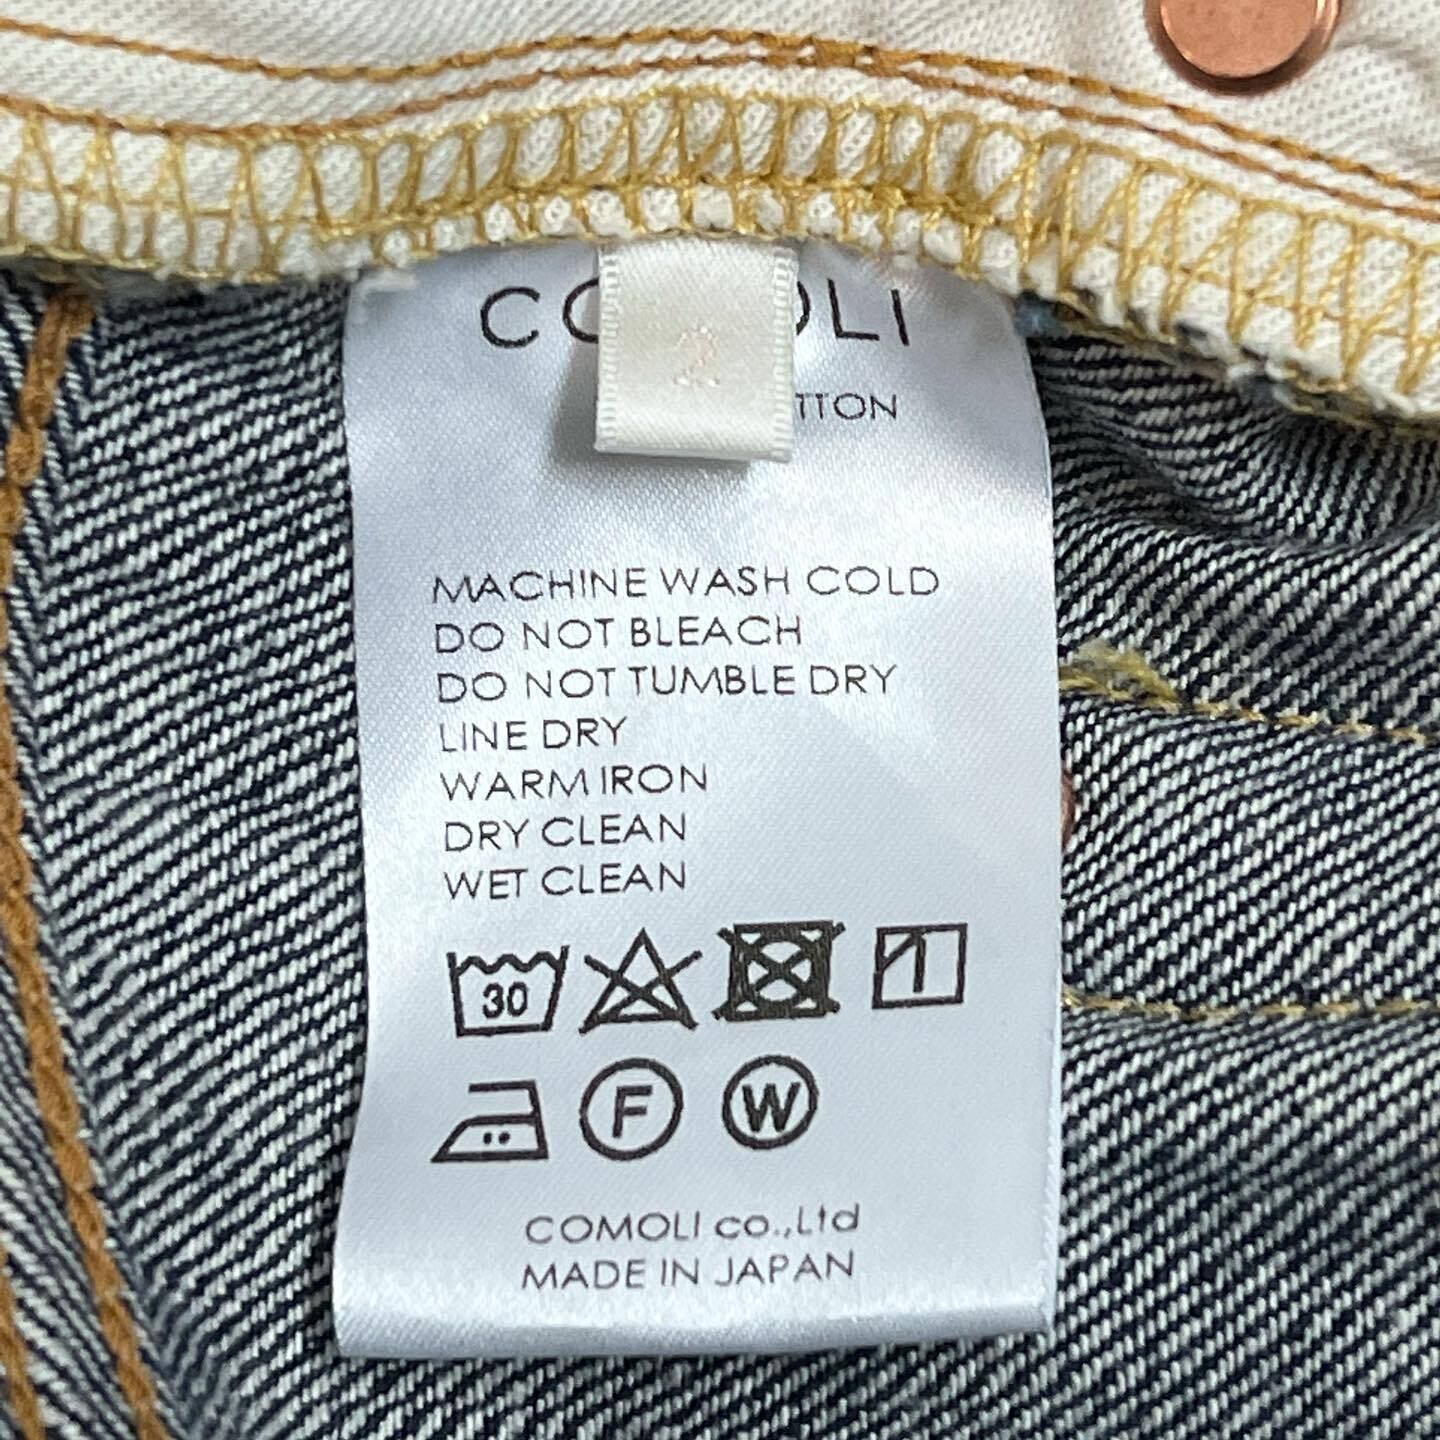 2
MACHINE WASH COLD
DO NOT BLEACH
DO NOT TUMBLE DRY
LINE DRY
WARM IRON
DRY CLEAN
WET CLEAN
30
F W
COMOLI co.,Ltd
MADE IN JAPAN